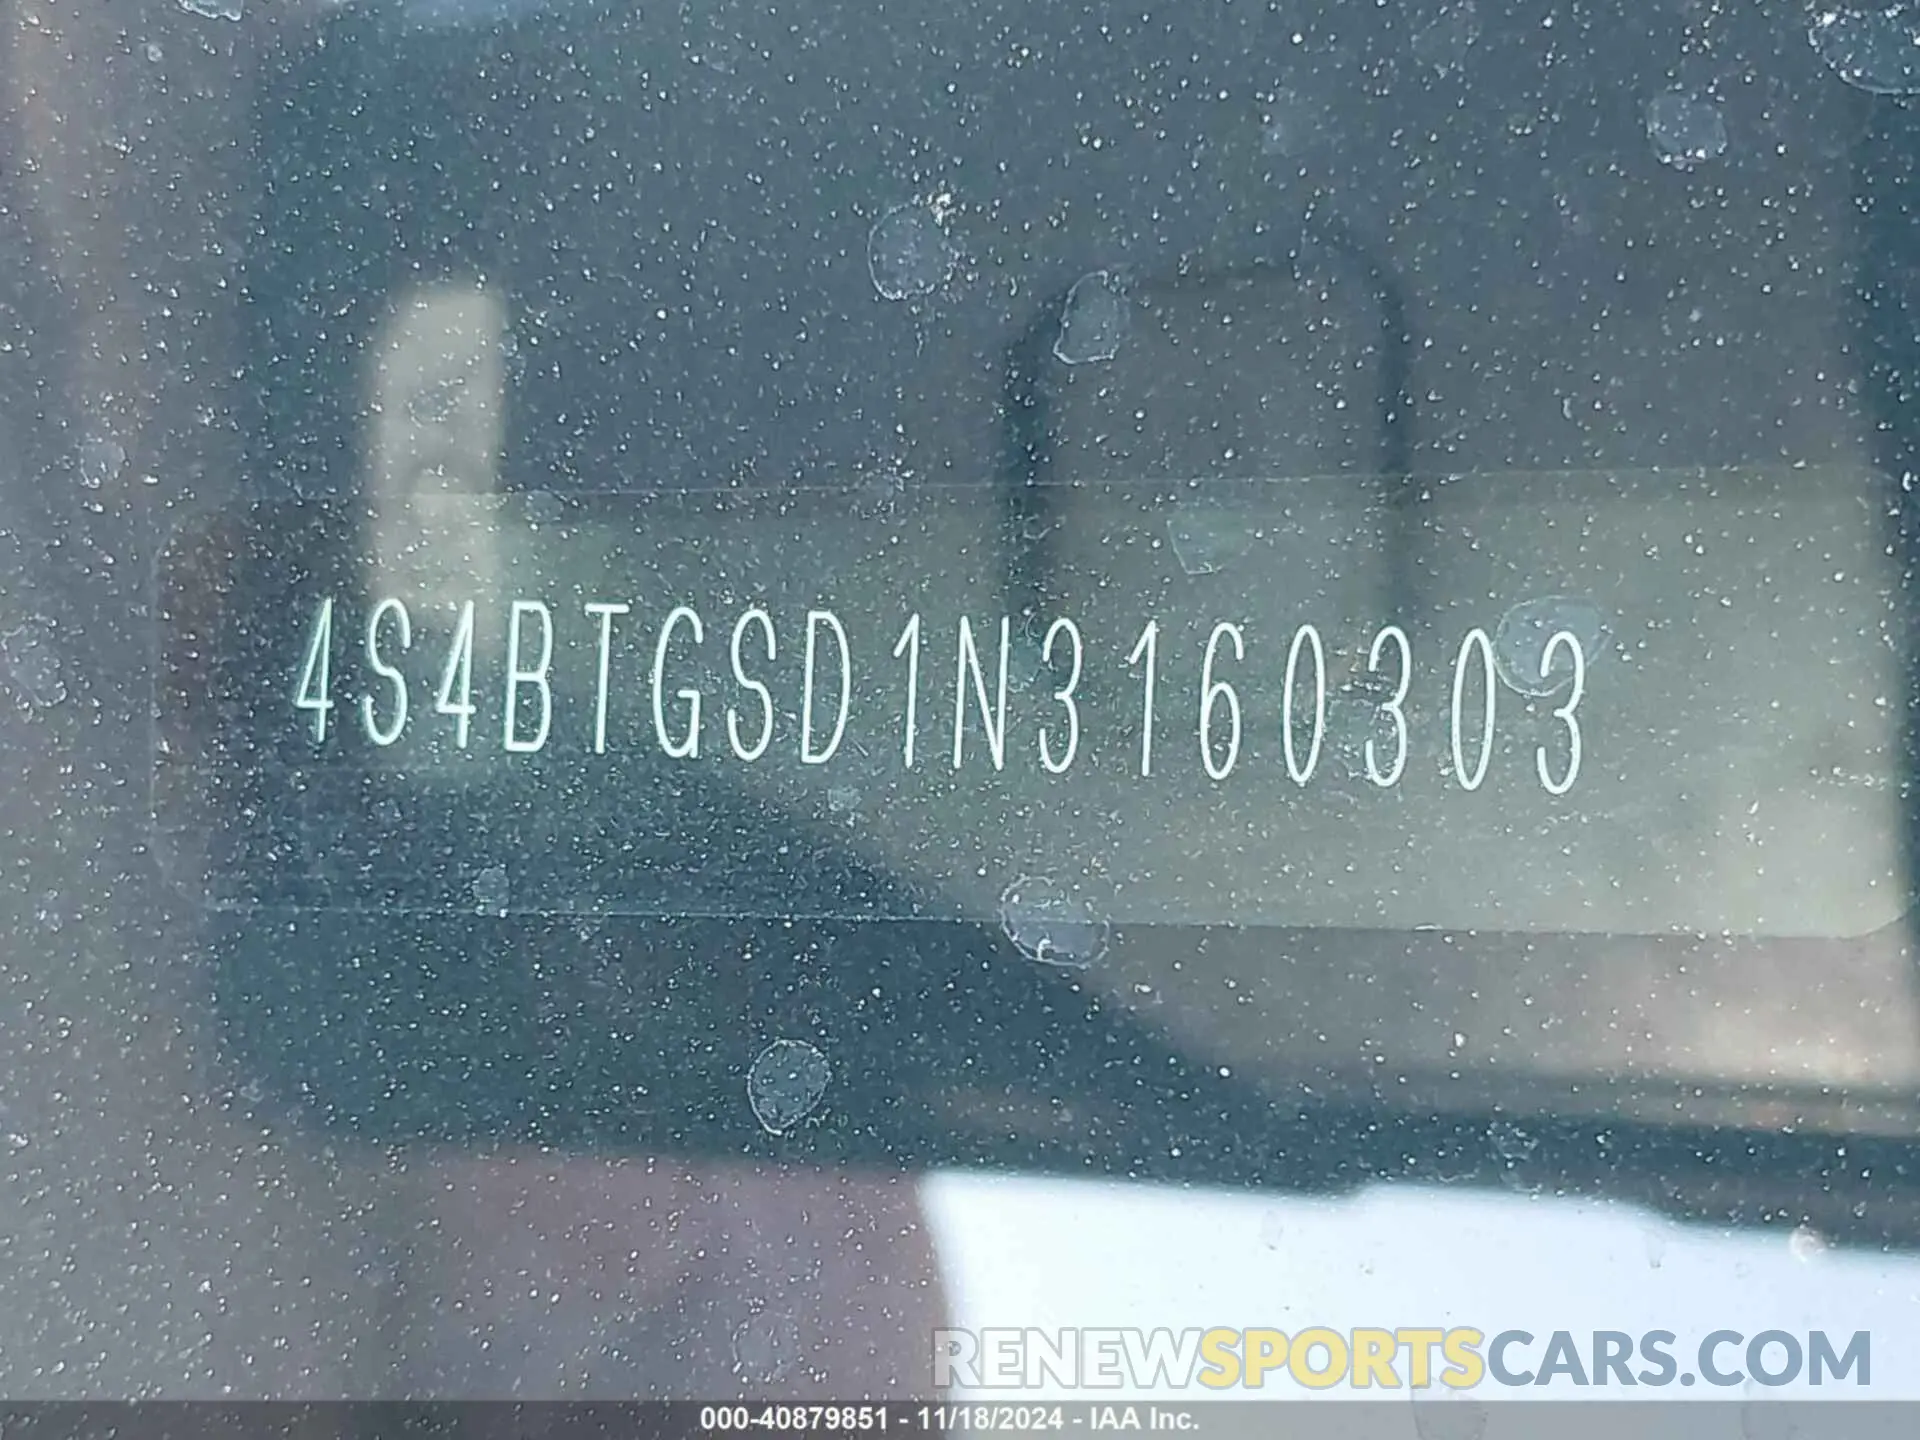 4S4BTGSD1N3160303
RENEWSPORTSCARS.COM
000-40879851 - 11/18/2024 - IAA Inc.